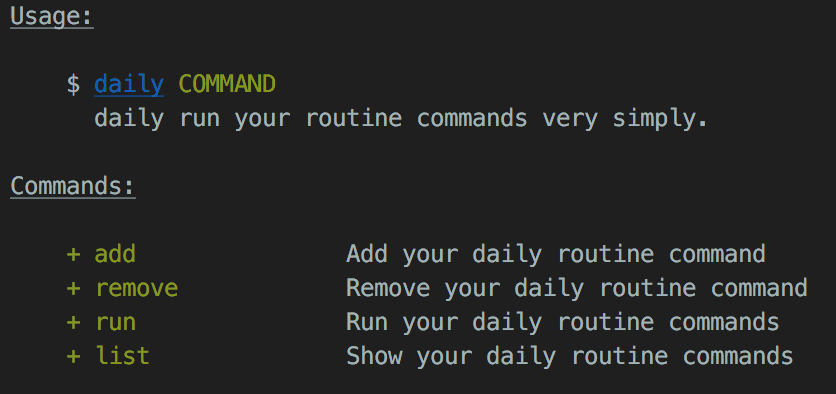 Usage:
$ daily COMMAND
daily run your routine commands very simply.
Commands:
+ add Add your daily routine command
+ remove Remove your daily routine command
+ run Run your daily routine commands
+ list Show your daily routine commands